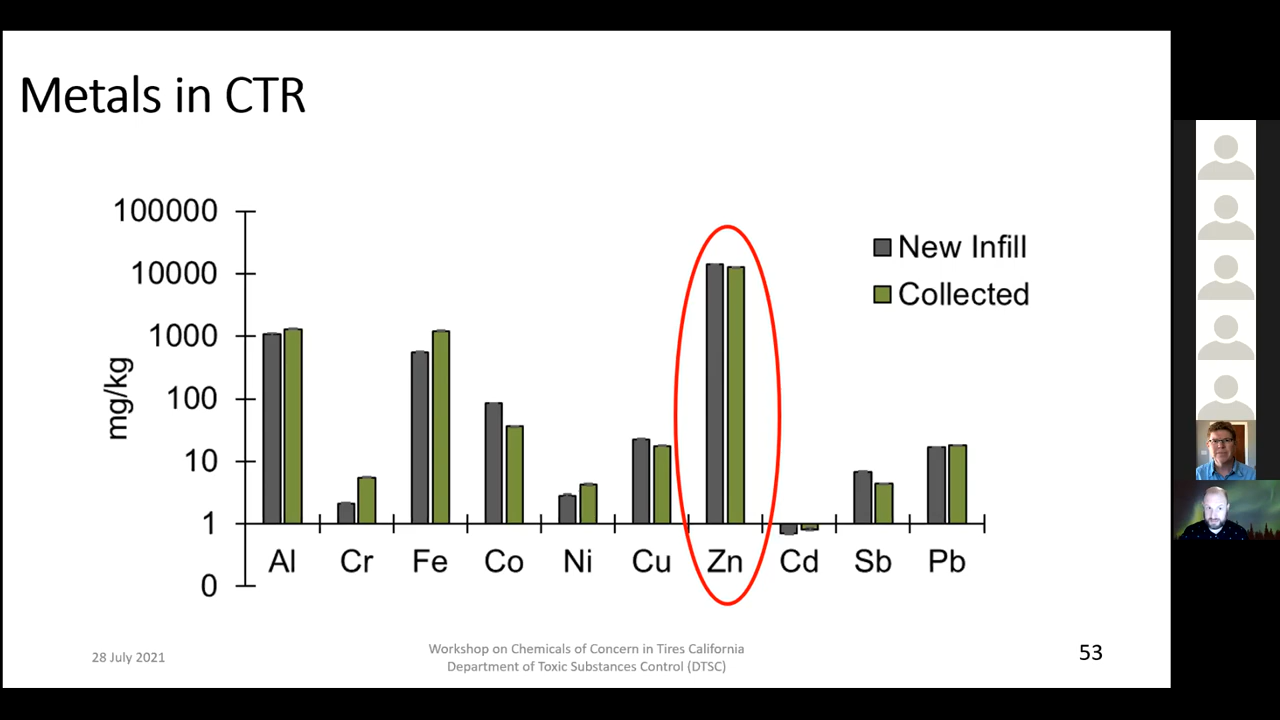 Metals in CTR
100000
10000
1000
100
10
1
0
mg/kg
New Infill
Collected
Al Cr Fe Co Ni Cu Zn Cd Sb Pb
28 July 2021
Workshop on Chemicals of Concern in Tires California
Department of Toxic Substances Control (DTSC)
53